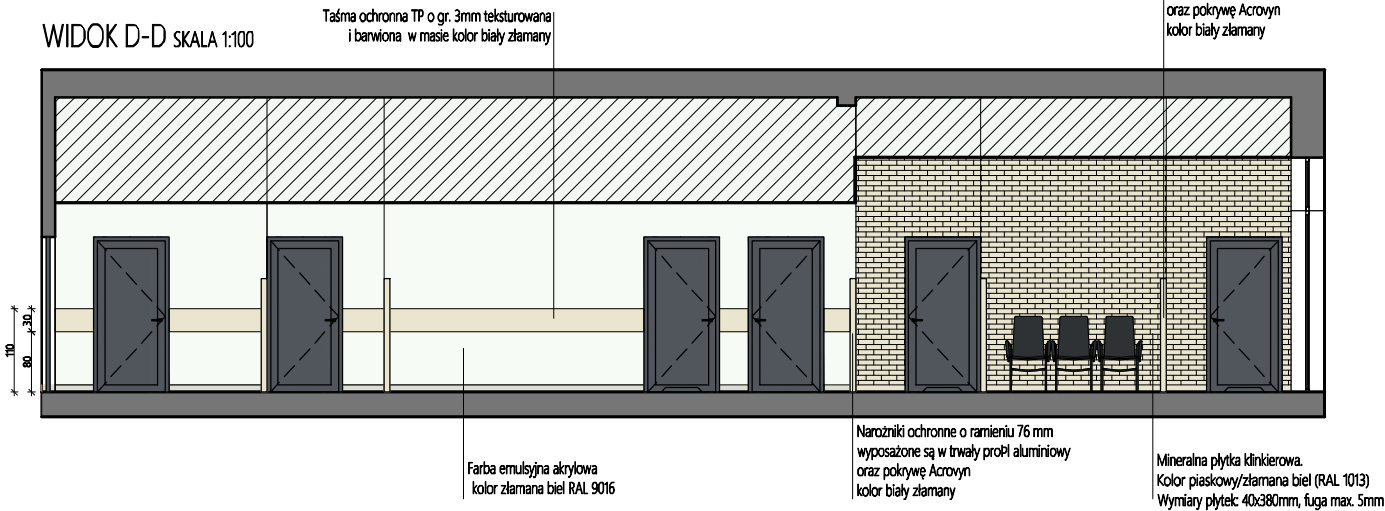 WIDOK D-D SKALA 1:100
Taśma ochronna TP o gr. 3mm teksturowana
i barwiona w masie kolor biały złamany
oraz pokrywę Acrovyn
kolor biały złamany
110
30
80
Farba emulsyjna akrylowa
kolor złamana biel RAL 9016
Narożniki ochronne o ramieniu 76 mm
wyposażone są w trwały proPl aluminiowy
oraz pokrywę Acrovyn
kolor biały złamany
Mineralna płytka klinkierowa.
Kolor piaskowy/złamana biel (RAL 1013)
Wymiary płytek: 40x380mm, fuga max. 5mm